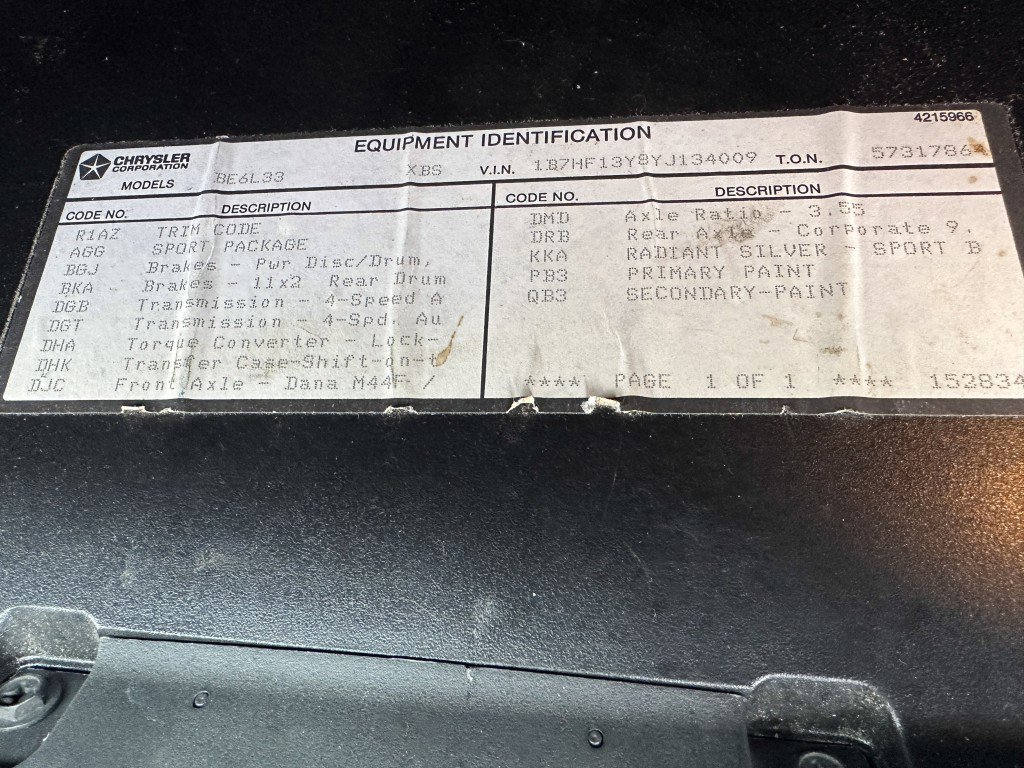 4215966
EQUIPMENT IDENTIFICATION
CHRYSLER
CORPORATION
MODELS BE6L33 XBS V.I.N. 1B7HF13Y8YJ134009 T.O.N. 57317864
CODE NO. DESCRIPTION
R1AZ TRIM CODE
AGG SPORT PACKAGE
BGJ Brakes - Pwr Disc/Drum,
BKA Brakes - 11x2 Rear Drum
DGB Transmission - 4-Speed A
DGT Transmission - 4-Spd. Au
DHA Torque Converter - Lock-
DHK Transfer Case-Shift-on-t
DJC Front Axle - Dana M44F /
CODE NO. DESCRIPTION
DMD Axle Ratio - 3.55
DRB Rear Axle - Corporate 9.
KKA RADIANT SILVER - SPORT B
PB3 PRIMARY PAINT
QB3 SECONDARY-PAINT
**** PAGE 1 OF 1 **** 152834